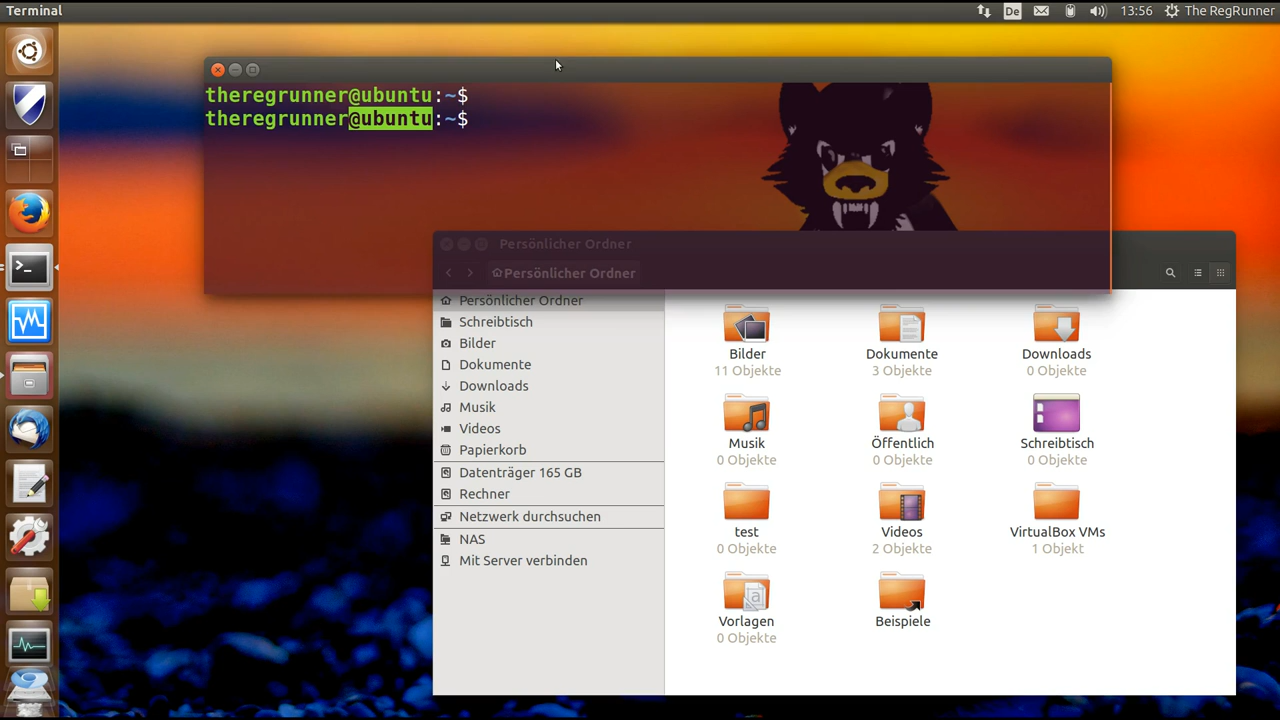 Terminal
De
13:56
The RegRunner
theregrunner@ubuntu:~$
theregrunner@ubuntu:~$
Persönlicher Ordner
Persönlicher Ordner
Persönlicher Ordner
Schreibtisch
Bilder
Dokumente
Downloads
Musik
Videos
Papierkorb
Datenträger 165 GB
Rechner
Netzwerk durchsuchen
NAS
Mit Server verbinden
Bilder
11 Objekte
Dokumente
3 Objekte
Downloads
0 Objekte
Musik
0 Objekte
Öffentlich
0 Objekte
Schreibtisch
0 Objekte
test
0 Objekte
Videos
2 Objekte
VirtualBox VMs
1 Objekt
Vorlagen
0 Objekte
Beispiele